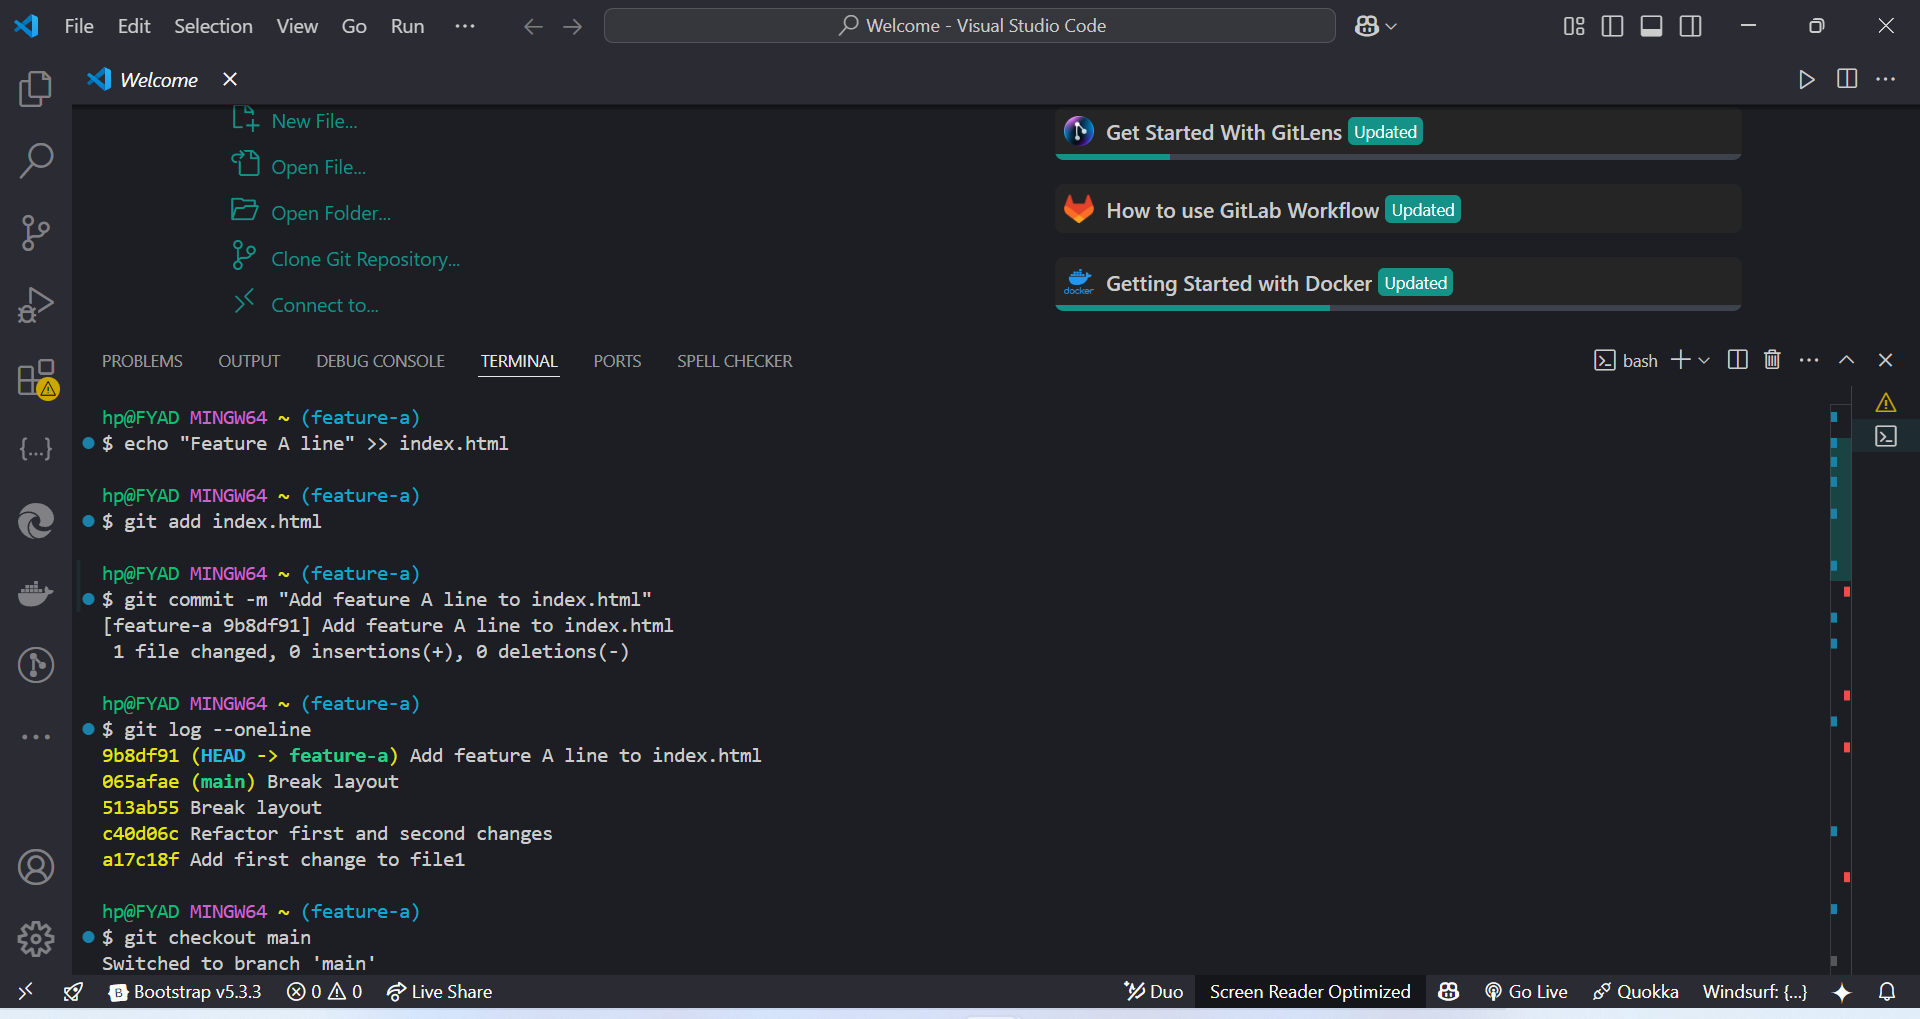 File Edit Selection View Go Run ···
Welcome - Visual Studio Code
Welcome
New File...
Open File...
Open Folder...
Clone Git Repository...
Connect to...
Get Started With GitLens Updated
How to use GitLab Workflow Updated
docker Getting Started with Docker Updated
PROBLEMS OUTPUT DEBUG CONSOLE TERMINAL PORTS SPELL CHECKER
bash
hp@FYAD MINGW64 ~ (feature-a)
$ echo "Feature A line" >> index.html
hp@FYAD MINGW64 ~ (feature-a)
$ git add index.html
hp@FYAD MINGW64 ~ (feature-a)
$ git commit -m "Add feature A line to index.html"
[feature-a 9b8df91] Add feature A line to index.html
1 file changed, 0 insertions(+), 0 deletions(-)
hp@FYAD MINGW64 ~ (feature-a)
$ git log --oneline
9b8df91 (HEAD -> feature-a) Add feature A line to index.html
065afae (main) Break layout
513ab55 Break layout
c40d06c Refactor first and second changes
a17c18f Add first change to file1
hp@FYAD MINGW64 ~ (feature-a)
$ git checkout main
Switched to branch 'main'
B Bootstrap v5.3.3 0 0 Live Share Duo Screen Reader Optimized Go Live Quokka Windsurf: {...}